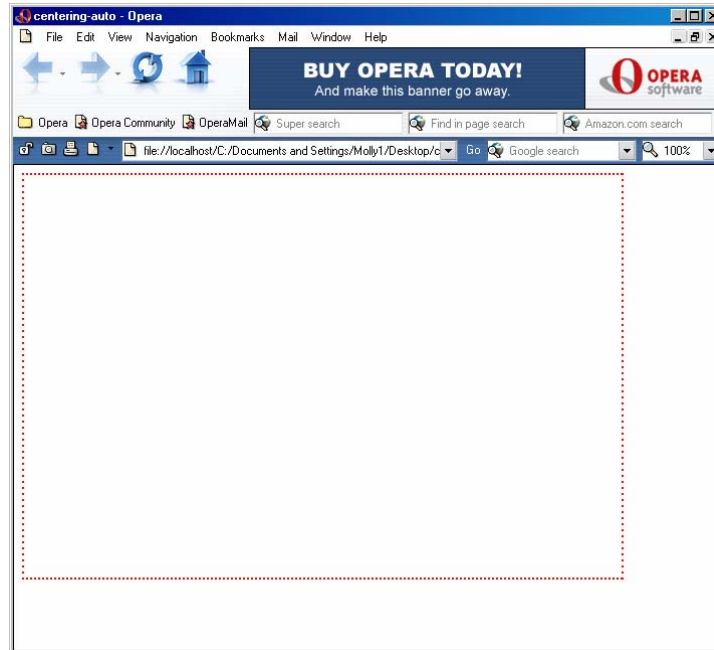 centering-auto - Opera
File Edit View Navigation Bookmarks Mail Window Help
BUY OPERA TODAY!
And make this banner go away.
OPERA
software
Opera Opera Community OperaMail Super search Find in page search Amazon.com search
file://localhost/C:/Documents and Settings/Molly1/Desktop/c Go Google search 100%